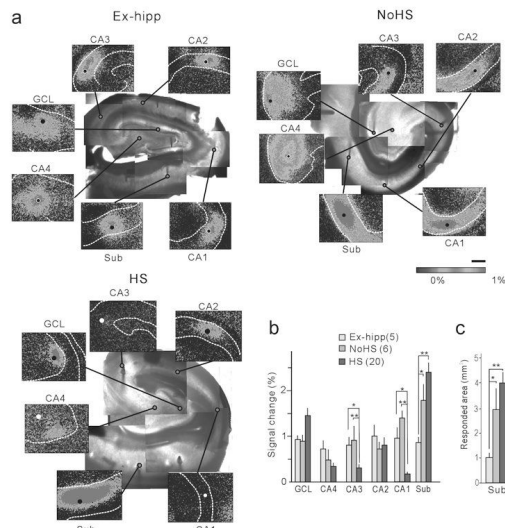 a
Ex-hipp
NoHS
CA3
CA2
CA3
CA2
GCL
GCL
CA4
CA4
Sub
CA1
Sub
CA1
0%
1%
HS
CA3
CA2
GCL
CA4
Sub
CA1
b
c
Ex-hipp(5)
NoHS (6)
HS (20)
Signal change (%)
2
1
0
GCL
CA4
CA3
CA2
CA1
Sub
*
**
*
**
*
**
Responded area (mm
5
4
3
2
1
0
*
**
Sub